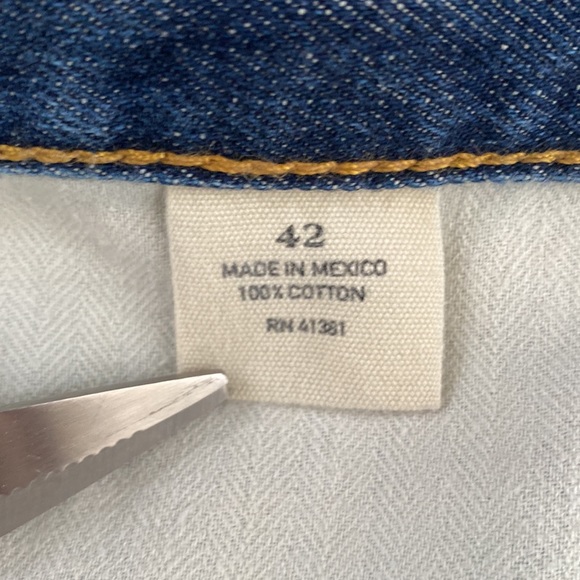 42
MADE IN MEXICO
100% COTTON
RN 41381